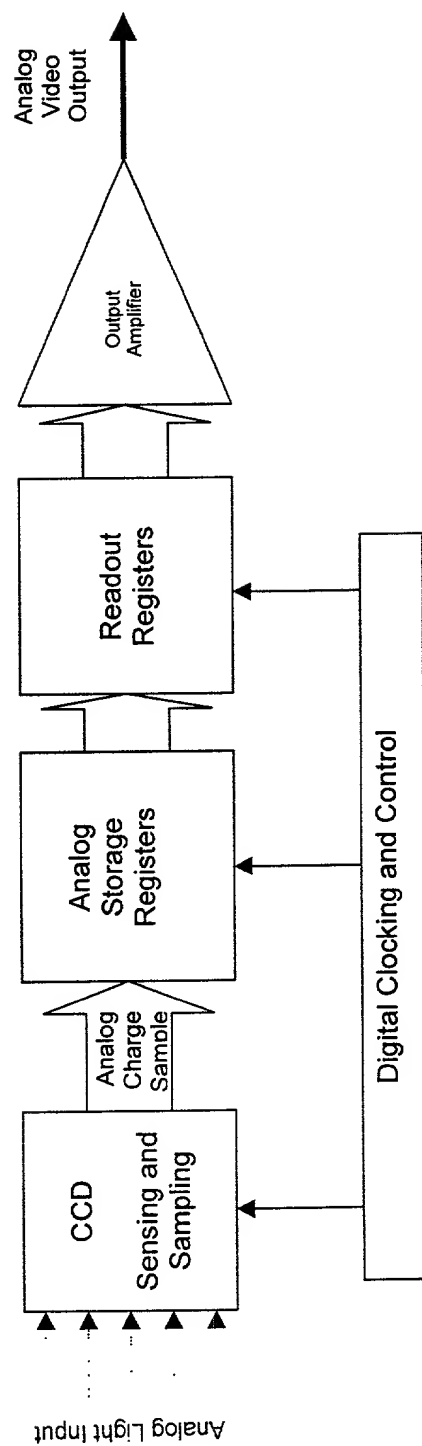 Analog Light Input
CCD
Sensing and
Sampling
Analog
Charge
Sample
Analog
Storage
Registers
Readout
Registers
Output
Amplifier
Analog
Video
Output
Digital Clocking and Control